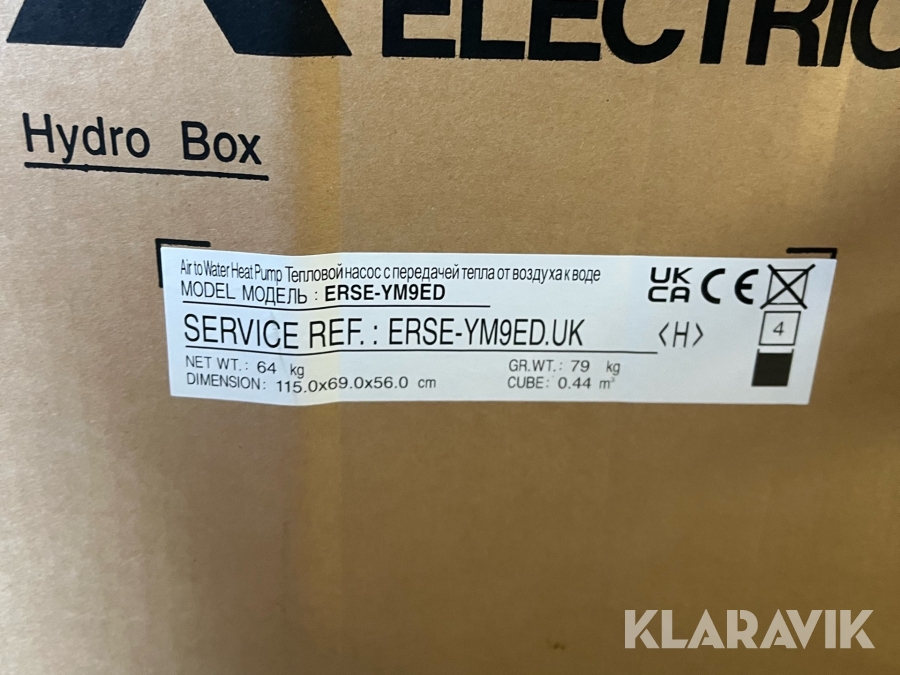 ELECTRIC
Hydro Box
Air to Water Heat Pump Тепловой насос с передачей тепла от воздуха к воде
MODEL МОДЕЛЬ : ERSE-YM9ED
SERVICE REF. : ERSE-YM9ED.UK
NET WT. : 64 kg
DIMENSION: 115.0x69.0x56.0 cm
GR.WT. : 79 kg
CUBE: 0.44 m³
UK
CA CE
<H>
4
KLARAVIK